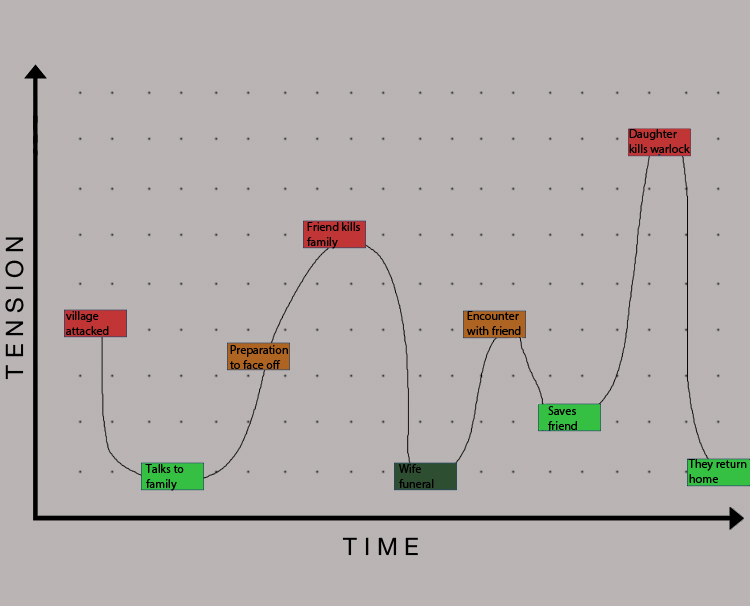 TENSION
village
attacked
Talks to
family
Preparation
to face off
Friend kills
family
Wife
funeral
Encounter
with friend
Saves
friend
Daughter
kills warlock
They return
home
TIME